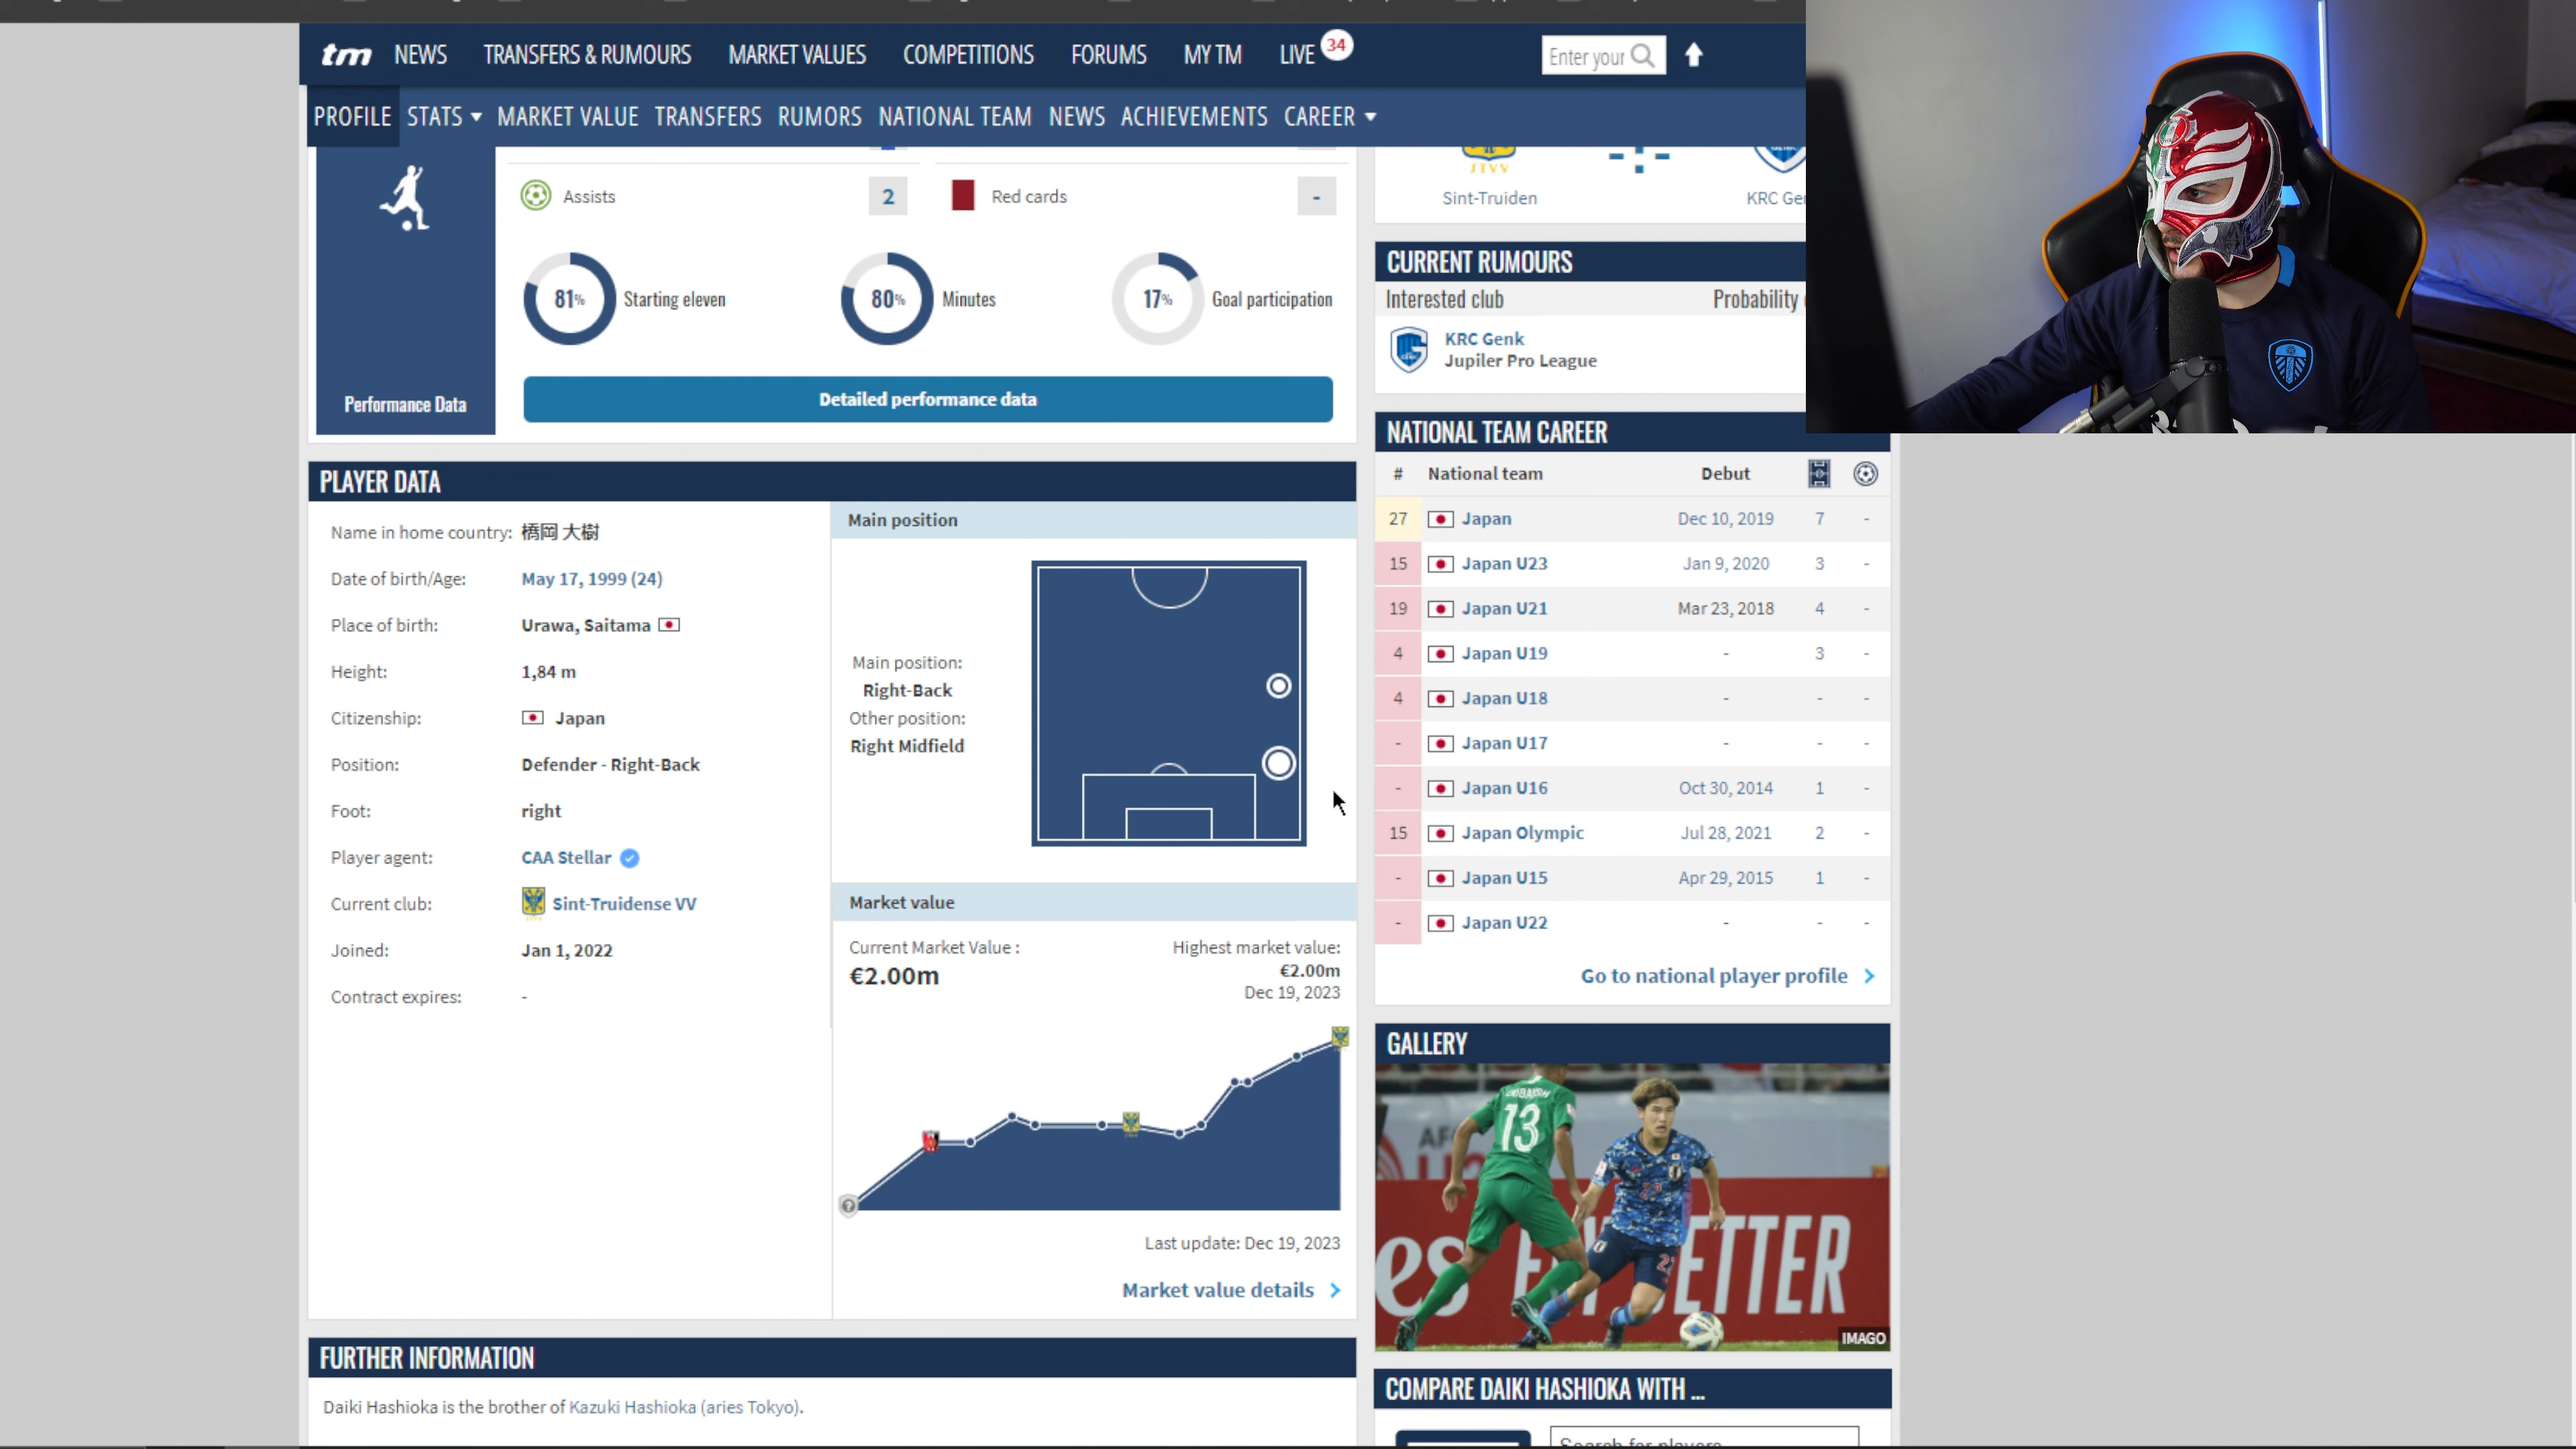 tm NEWS TRANSFERS & RUMOURS MARKET VALUES COMPETITIONS FORUMS MY TM LIVE 34 Enter your
PROFILE STATS MARKET VALUE TRANSFERS RUMORS NATIONAL TEAM NEWS ACHIEVEMENTS CAREER
Assists 2 Red cards -
81% Starting eleven 80% Minutes 17% Goal participation
Performance Data
Detailed performance data
STVV
Sint-Truiden
KRC
CURRENT RUMOURS
Interested club Probability
KRC Genk
Jupiler Pro League
PLAYER DATA
Name in home country: 橋岡 大樹
Date of birth/Age: May 17, 1999 (24)
Place of birth: Urawa, Saitama
Height: 1,84 m
Citizenship: Japan
Position: Defender - Right-Back
Foot: right
Player agent: CAA Stellar
Current club: Sint-Truidense VV
Joined: Jan 1, 2022
Contract expires: -
Main position
Main position:
Right-Back
Other position:
Right Midfield
Market value
Current Market Value :
€2.00m
Highest market value:
€2.00m
Dec 19, 2023
Last update: Dec 19, 2023
Market value details
NATIONAL TEAM CAREER
# National team Debut
27 Japan Dec 10, 2019 7 -
15 Japan U23 Jan 9, 2020 3 -
19 Japan U21 Mar 23, 2018 4 -
4 Japan U19 - 3 -
4 Japan U18 - - -
- Japan U17 - - -
- Japan U16 Oct 30, 2014 1 -
15 Japan Olympic Jul 28, 2021 2 -
- Japan U15 Apr 29, 2015 1 -
- Japan U22 - - -
Go to national player profile
GALLERY
13
IMAGO
FURTHER INFORMATION
Daiki Hashioka is the brother of Kazuki Hashioka (aries Tokyo).
COMPARE DAIKI HASHIOKA WITH ...
Search for players